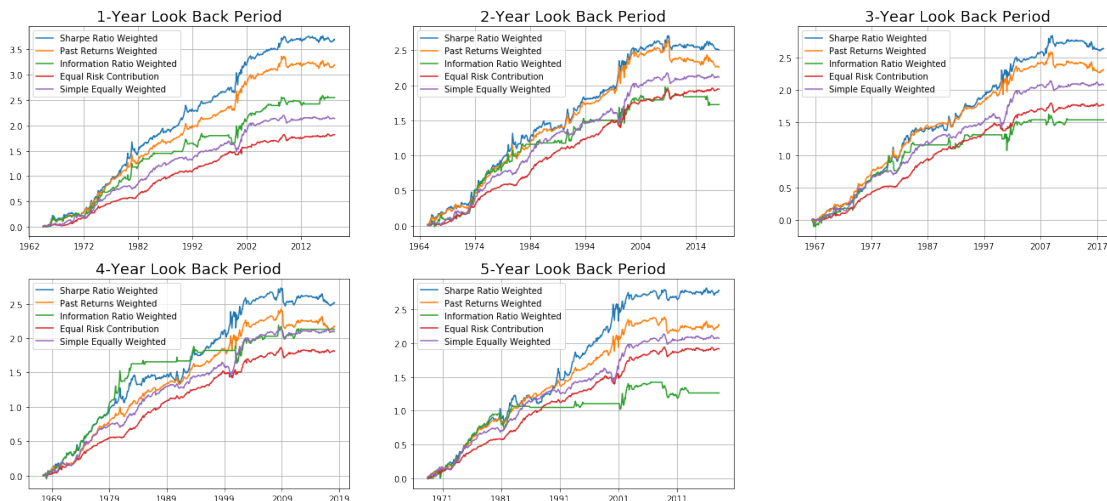 1-Year Look Back Period
Sharpe Ratio Weighted
Past Returns Weighted
Information Ratio Weighted
Equal Risk Contribution
Simple Equally Weighted
3.5
3.0
2.5
2.0
1.5
1.0
0.5
0.0
1962 1972 1982 1992 2002 2012
2-Year Look Back Period
Sharpe Ratio Weighted
Past Returns Weighted
Information Ratio Weighted
Equal Risk Contribution
Simple Equally Weighted
2.5
2.0
1.5
1.0
0.5
0.0
1964 1974 1984 1994 2004 2014
3-Year Look Back Period
Sharpe Ratio Weighted
Past Returns Weighted
Information Ratio Weighted
Equal Risk Contribution
Simple Equally Weighted
2.5
2.0
1.5
1.0
0.5
0.0
1967 1977 1987 1997 2007 2017
4-Year Look Back Period
Sharpe Ratio Weighted
Past Returns Weighted
Information Ratio Weighted
Equal Risk Contribution
Simple Equally Weighted
2.5
2.0
1.5
1.0
0.5
0.0
1969 1979 1989 1999 2009 2019
5-Year Look Back Period
Sharpe Ratio Weighted
Past Returns Weighted
Information Ratio Weighted
Equal Risk Contribution
Simple Equally Weighted
2.5
2.0
1.5
1.0
0.5
0.0
1971 1981 1991 2001 2011